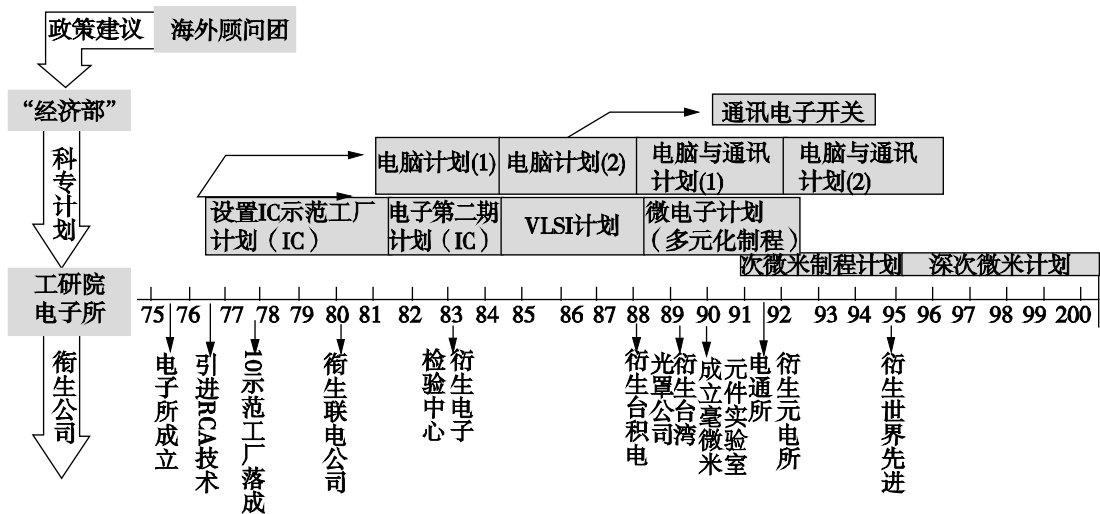 政策建议
海外顾问团
“经济部”
科专计划
工研院
电子所
衍生公司
通讯电子开关
电脑计划(1)
电脑计划(2)
电脑与通讯
计划(1)
电脑与通讯
计划(2)
设置IC示范工厂
计划（IC）
电子第二期
计划（IC）
VLSI计划
微电子计划
（多元化制程）
次微米制程计划
深次微米计划
75 76 77 78 79 80 81 82 83 84 85 86 87 88 89 90 91 92 93 94 95 96 97 98 99 200
电子所成立
引进RCA技术
10示范工厂落成
衍生联电公司
检验中心
衍生电子
衍生台积电
光罩公司
衍生台湾
成立毫微米
元件实验室
电通所
衍生元电所
衍生世界先进